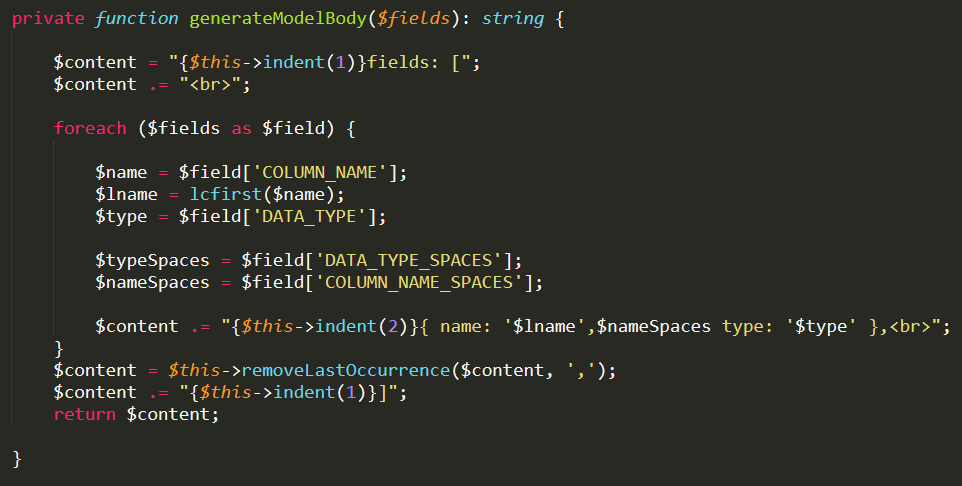 private function generateModelBody($fields): string {
$content = "{$this->indent(1)}fields: [";
$content .= "<br>";
foreach ($fields as $field) {
$name = $field['COLUMN_NAME'];
$lname = lcfirst($name);
$type = $field['DATA_TYPE'];
$typeSpaces = $field['DATA_TYPE_SPACES'];
$nameSpaces = $field['COLUMN_NAME_SPACES'];
$content .= "{$this->indent(2)}{ name: '$lname',$nameSpaces type: '$type' },<br>";
}
$content = $this->removeLastOccurrence($content, ',');
$content .= "{$this->indent(1)}]";
return $content;
}